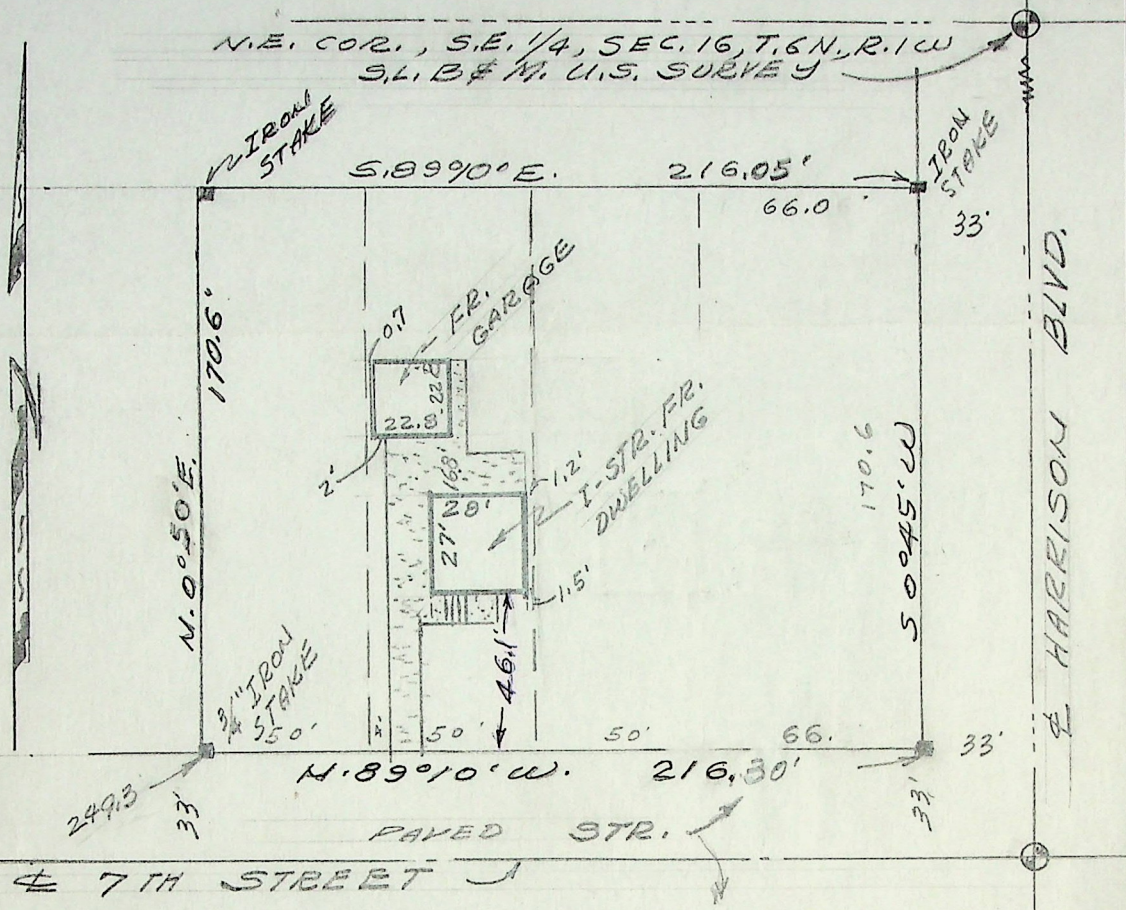 N.E. COR., S.E. 1/4, SEC. 16, T. 6 N., R. 1 W
S.L. B & M. U.S. SURVEY
IRON
STAKE
S. 89°10' E.
216.05'
66.0
IRON
STAKE
33'
170.6"
N. 0°50' E.
0.7
FR.
GARAGE
22.8
22.8
2'
16.8'
28'
27'
1.2'
1-STR. FR.
DWELLING
1.5'
46.1'
170.6
S 0°45' W
℄ HARRISON BLVD.
3/4" IRON
STAKE
50'
50'
50'
66.
33'
N. 89°10' W.
216.30'
249.3
33'
33'
PAVED STR.
℄ 7TH STREET